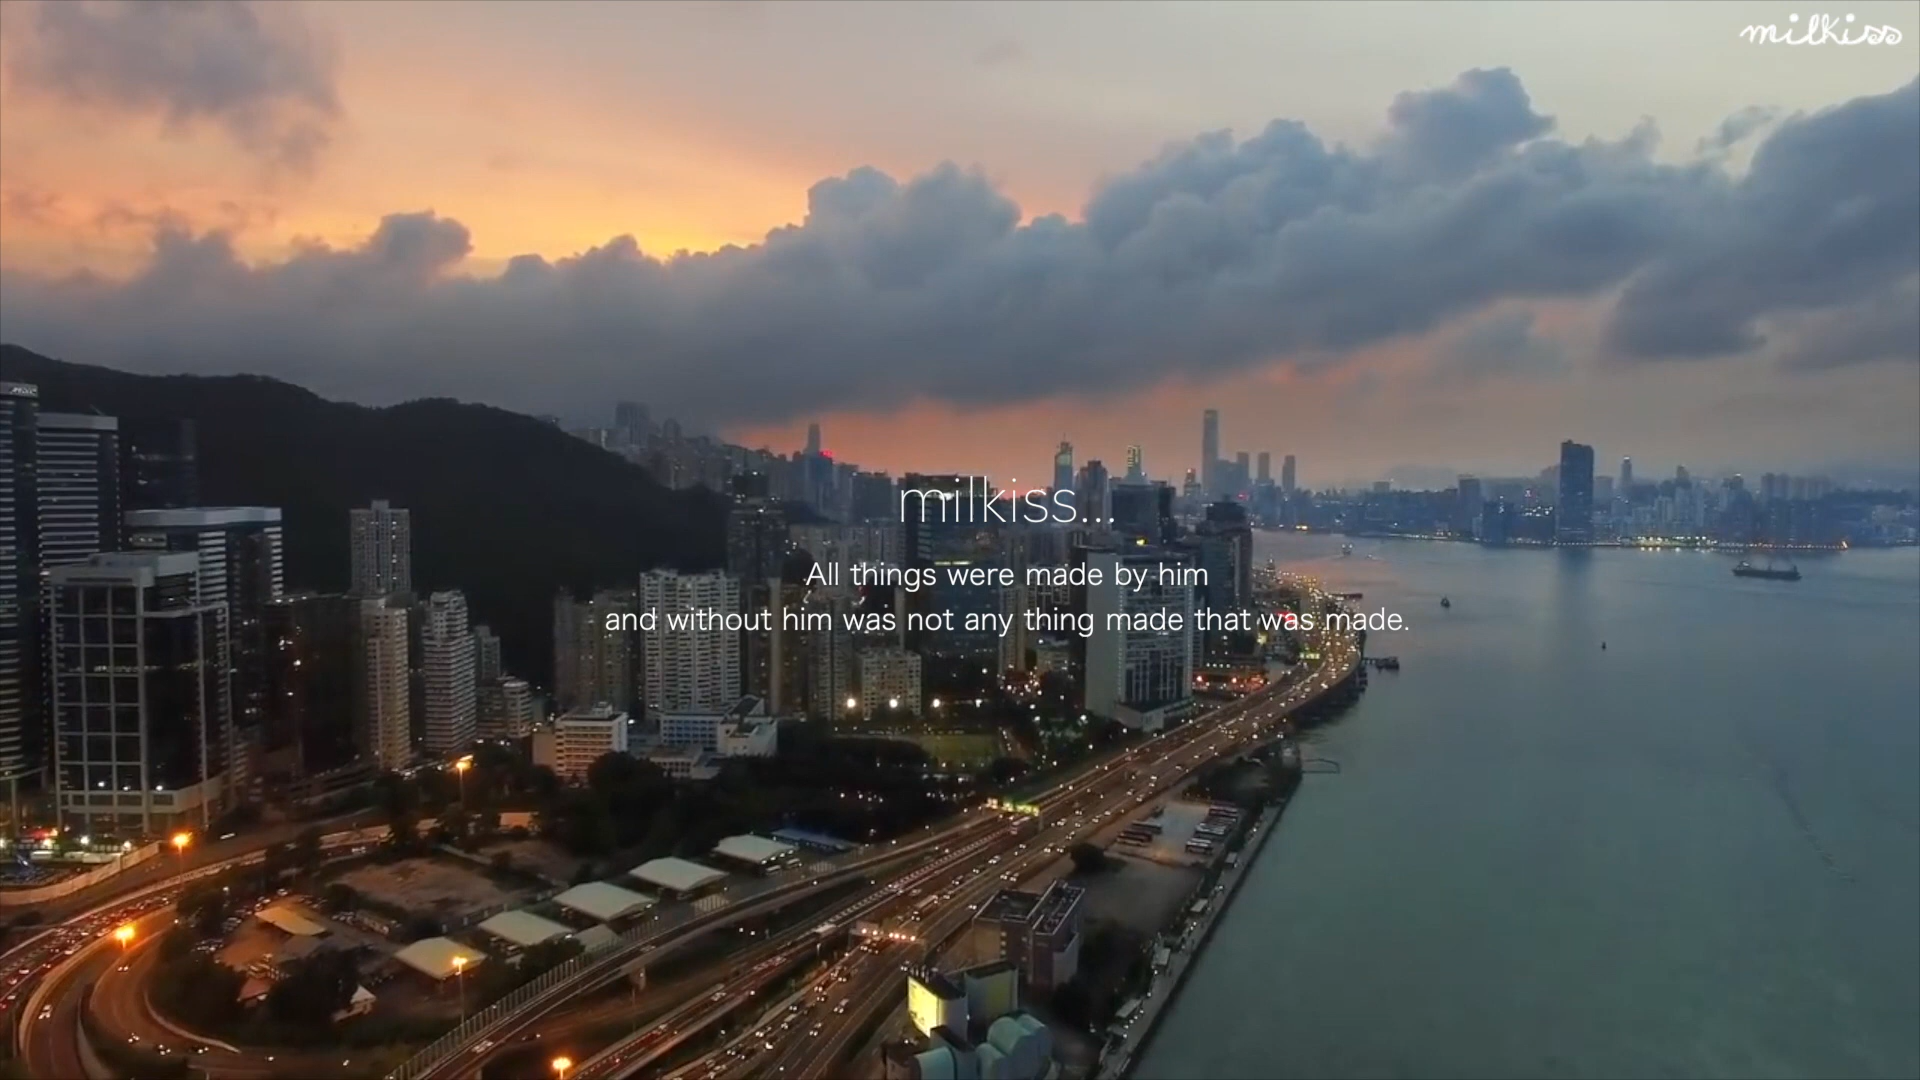 milkiss
milkiss...
All things were made by him
and without him was not any thing made that was made.